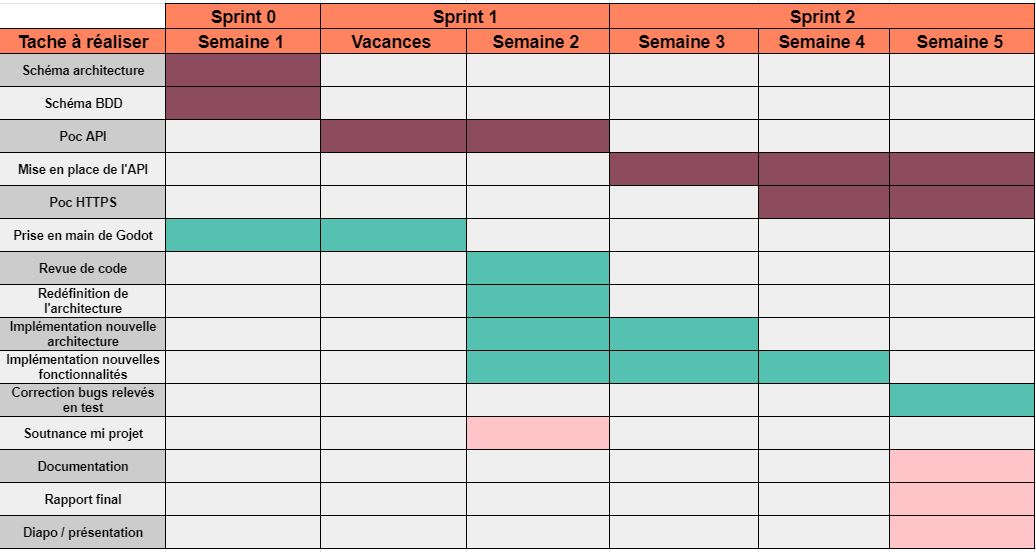 Sprint 0 Sprint 1 Sprint 2
Tache à réaliser Semaine 1 Vacances Semaine 2 Semaine 3 Semaine 4 Semaine 5
Schéma architecture
Schéma BDD
Poc API
Mise en place de l'API
Poc HTTPS
Prise en main de Godot
Revue de code
Redéfinition de
l'architecture
Implémentation nouvelle
architecture
Implémentation nouvelles
fonctionnalités
Correction bugs relevés
en test
Soutnance mi projet
Documentation
Rapport final
Diapo / présentation